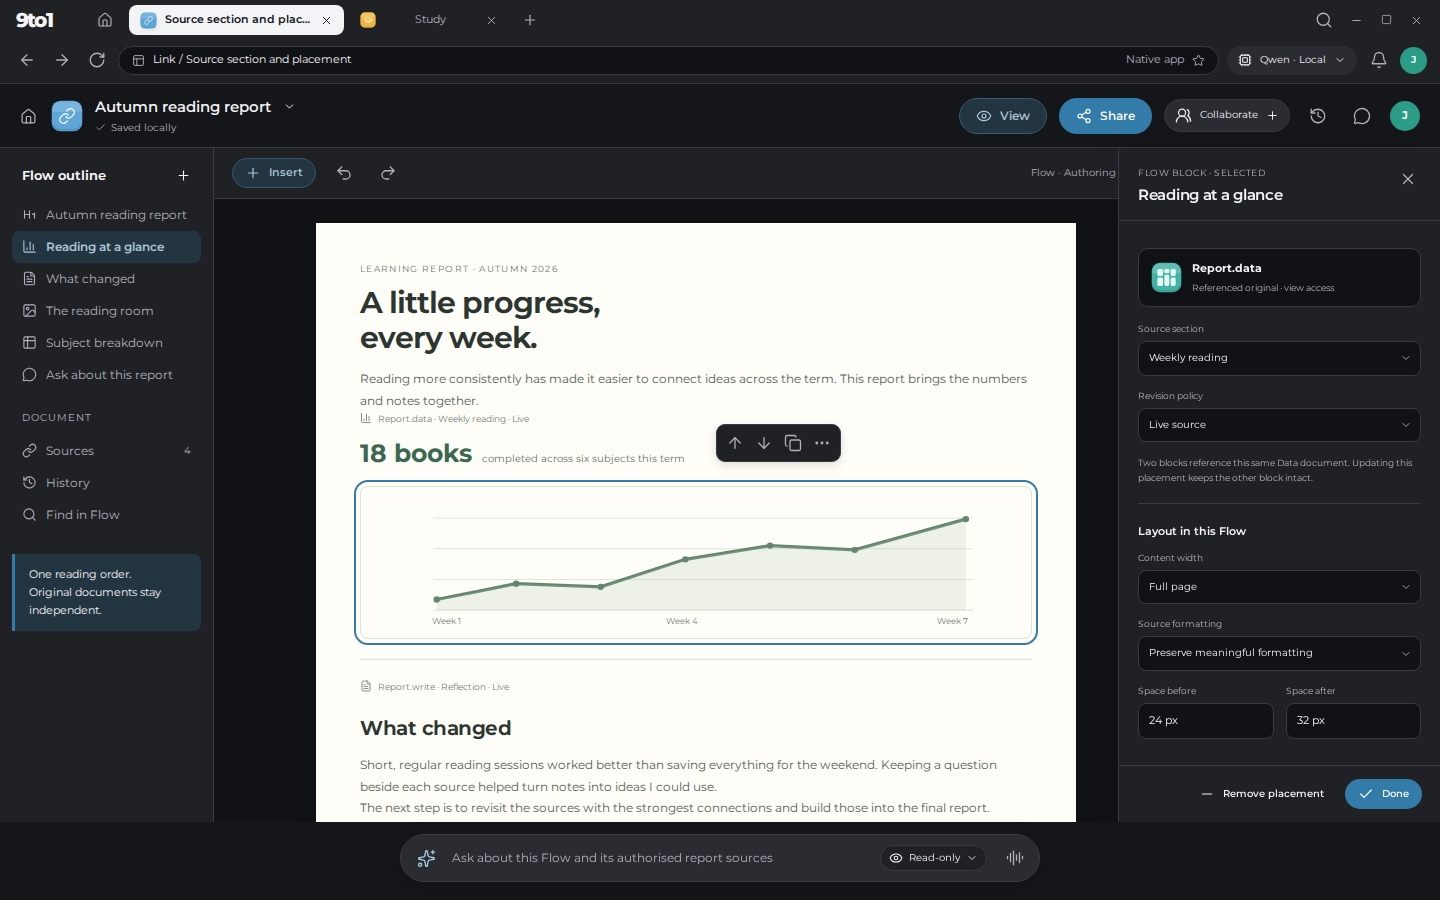 9to1
Source section and plac...
Study
Link / Source section and placement
Native app
Qwen · Local
J
Autumn reading report
Saved locally
View
Share
Collaborate
J
Flow outline
H1 Autumn reading report
Reading at a glance
What changed
The reading room
Subject breakdown
Ask about this report
DOCUMENT
Sources 4
History
Find in Flow
One reading order.
Original documents stay
independent.
Insert
Flow · Authoring
LEARNING REPORT · AUTUMN 2026
A little progress,
every week.
Reading more consistently has made it easier to connect ideas across the term. This report brings the numbers
and notes together.
Report.data · Weekly reading · Live
18 books completed across six subjects this term
Week 1 Week 4 Week 7
Report.write · Reflection · Live
What changed
Short, regular reading sessions worked better than saving everything for the weekend. Keeping a question
beside each source helped turn notes into ideas I could use.
The next step is to revisit the sources with the strongest connections and build those into the final report.
FLOW BLOCK · SELECTED
Reading at a glance
Report.data
Referenced original · view access
Source section
Weekly reading
Revision policy
Live source
Two blocks reference this same Data document. Updating this
placement keeps the other block intact.
Layout in this Flow
Content width
Full page
Source formatting
Preserve meaningful formatting
Space before Space after
24 px 32 px
Remove placement
Done
Ask about this Flow and its authorised report sources
Read-only